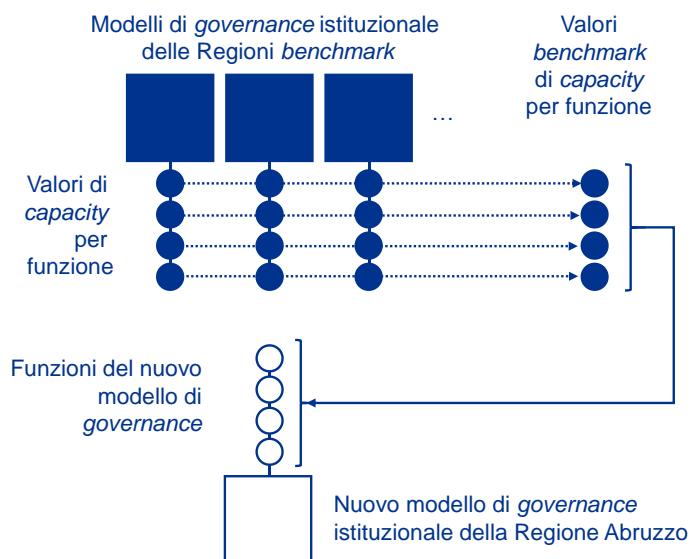 Modelli di governance istituzionale
delle Regioni benchmark
Valori
benchmark
di capacity
per funzione
...
Valori di
capacity
per
funzione
Funzioni del nuovo
modello di
governance
Nuovo modello di governance
istituzionale della Regione Abruzzo